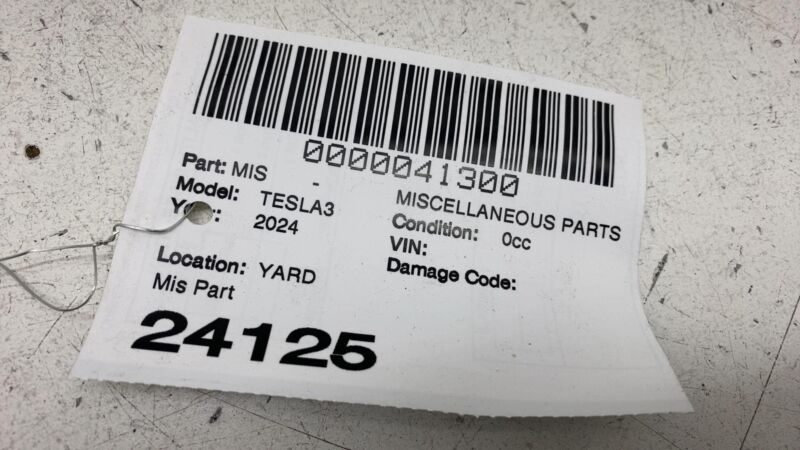 0000041300
Part: MIS - MISCELLANEOUS PARTS
Model: TESLA3 Condition: 0cc
2024 VIN:
Damage Code:
Location: YARD
Mis Part
24125